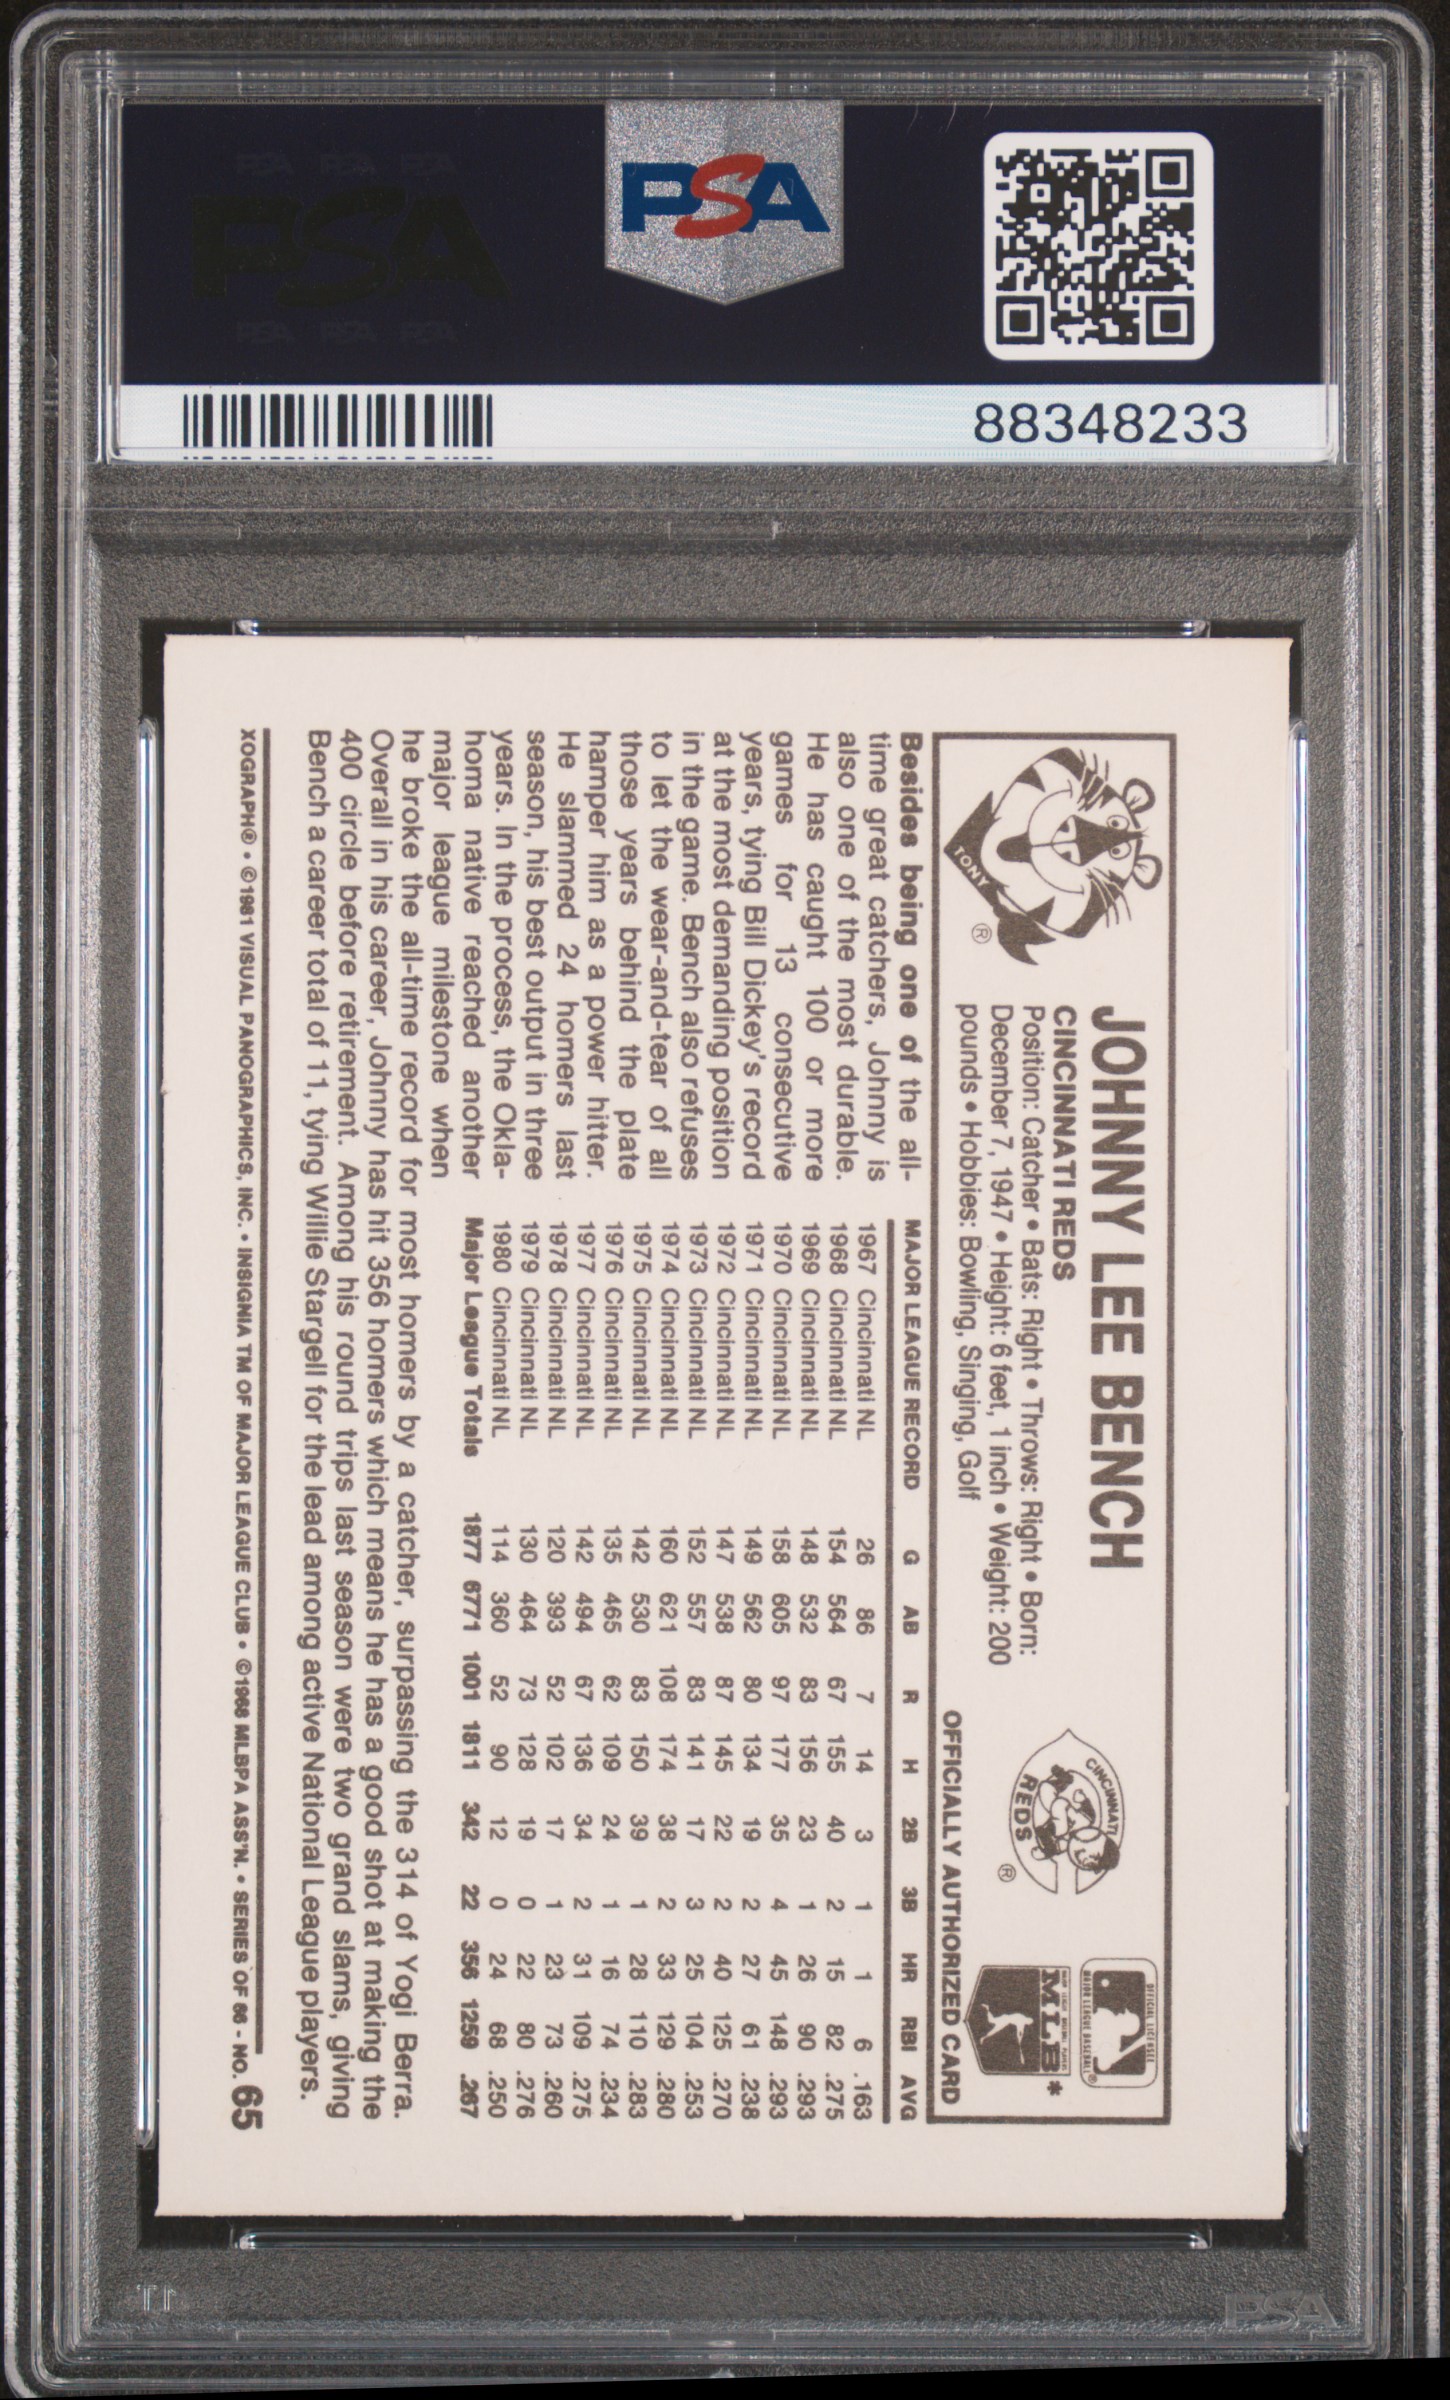 PSA
PSA PSA PSA
PSA
PSA PSA PSA
88348233
TONY
®
JOHNNY LEE BENCH
CINCINNATI REDS
Position: Catcher • Bats: Right • Throws: Right • Born:
December 7, 1947 • Height: 6 feet, 1 inch • Weight: 200
pounds • Hobbies: Bowling, Singing, Golf
CINCINNATI
REDS
®
OFFICIAL LICENSEE
MAJOR LEAGUE BASEBALL
®
MLB*
OFFICIALLY AUTHORIZED CARD
Besides being one of the all-
time great catchers, Johnny is
also one of the most durable.
He has caught 100 or more
games for 13 consecutive
years, tying Bill Dickey's record
at the most demanding position
in the game. Bench also refuses
to let the wear-and-tear of all
those years behind the plate
hamper him as a power hitter.
He slammed 24 homers last
season, his best output in three
years. In the process, the Okla-
homa native reached another
major league milestone when
he broke the all-time record for most homers by a catcher, surpassing the 314 of Yogi Berra.
Overall in his career, Johnny has hit 356 homers which means he has a good shot at making the
400 circle before retirement. Among his round trips last season were two grand slams, giving
Bench a career total of 11, tying Willie Stargell for the lead among active National League players.
MAJOR LEAGUE RECORD G AB R H 2B 3B HR RBI AVG
1967 Cincinnati NL 26 86 7 14 3 1 1 6 .163
1968 Cincinnati NL 154 564 67 155 40 2 15 82 .275
1969 Cincinnati NL 148 532 83 156 23 1 26 90 .293
1970 Cincinnati NL 158 605 97 177 35 4 45 148 .293
1971 Cincinnati NL 149 562 80 134 19 2 27 61 .238
1972 Cincinnati NL 147 538 87 145 22 2 40 125 .270
1973 Cincinnati NL 152 557 83 141 17 3 25 104 .253
1974 Cincinnati NL 160 621 108 174 38 2 33 129 .280
1975 Cincinnati NL 142 530 83 150 39 1 28 110 .283
1976 Cincinnati NL 135 465 62 109 24 1 16 74 .234
1977 Cincinnati NL 142 494 67 136 34 2 31 109 .275
1978 Cincinnati NL 120 393 52 102 17 1 23 73 .260
1979 Cincinnati NL 130 464 73 128 19 0 22 80 .276
1980 Cincinnati NL 114 360 52 90 12 0 24 68 .250
Major League Totals 1877 6771 1001 1811 342 22 356 1259 .267
XOGRAPH® • ©1981 VISUAL PANOGRAPHICS, INC. • INSIGNIA TM OF MAJOR LEAGUE CLUB • ©1968 MLBPA ASS'N. • SERIES OF 66 - NO. 65
PSA